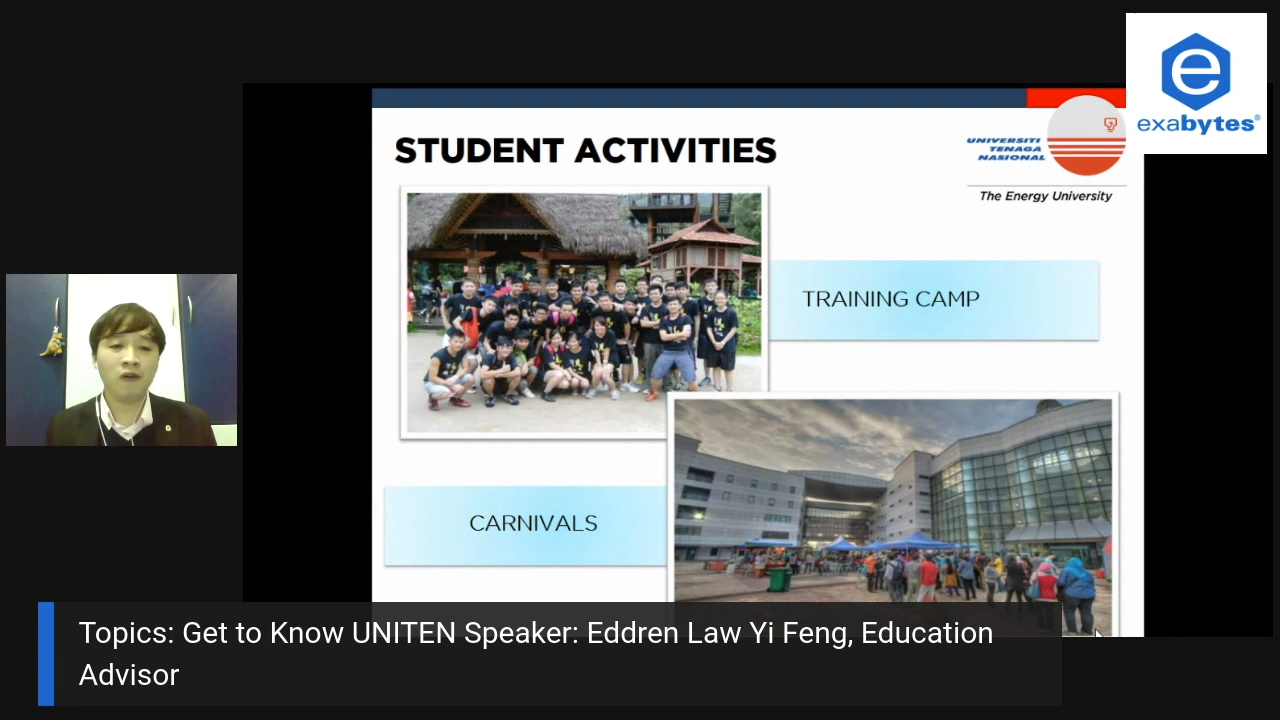 exabytes®
STUDENT ACTIVITIES
UNIVERSITI
TENAGA
NASIONAL
The Energy University
TRAINING CAMP
CARNIVALS
Topics: Get to Know UNITEN Speaker: Eddren Law Yi Feng, Education
Advisor